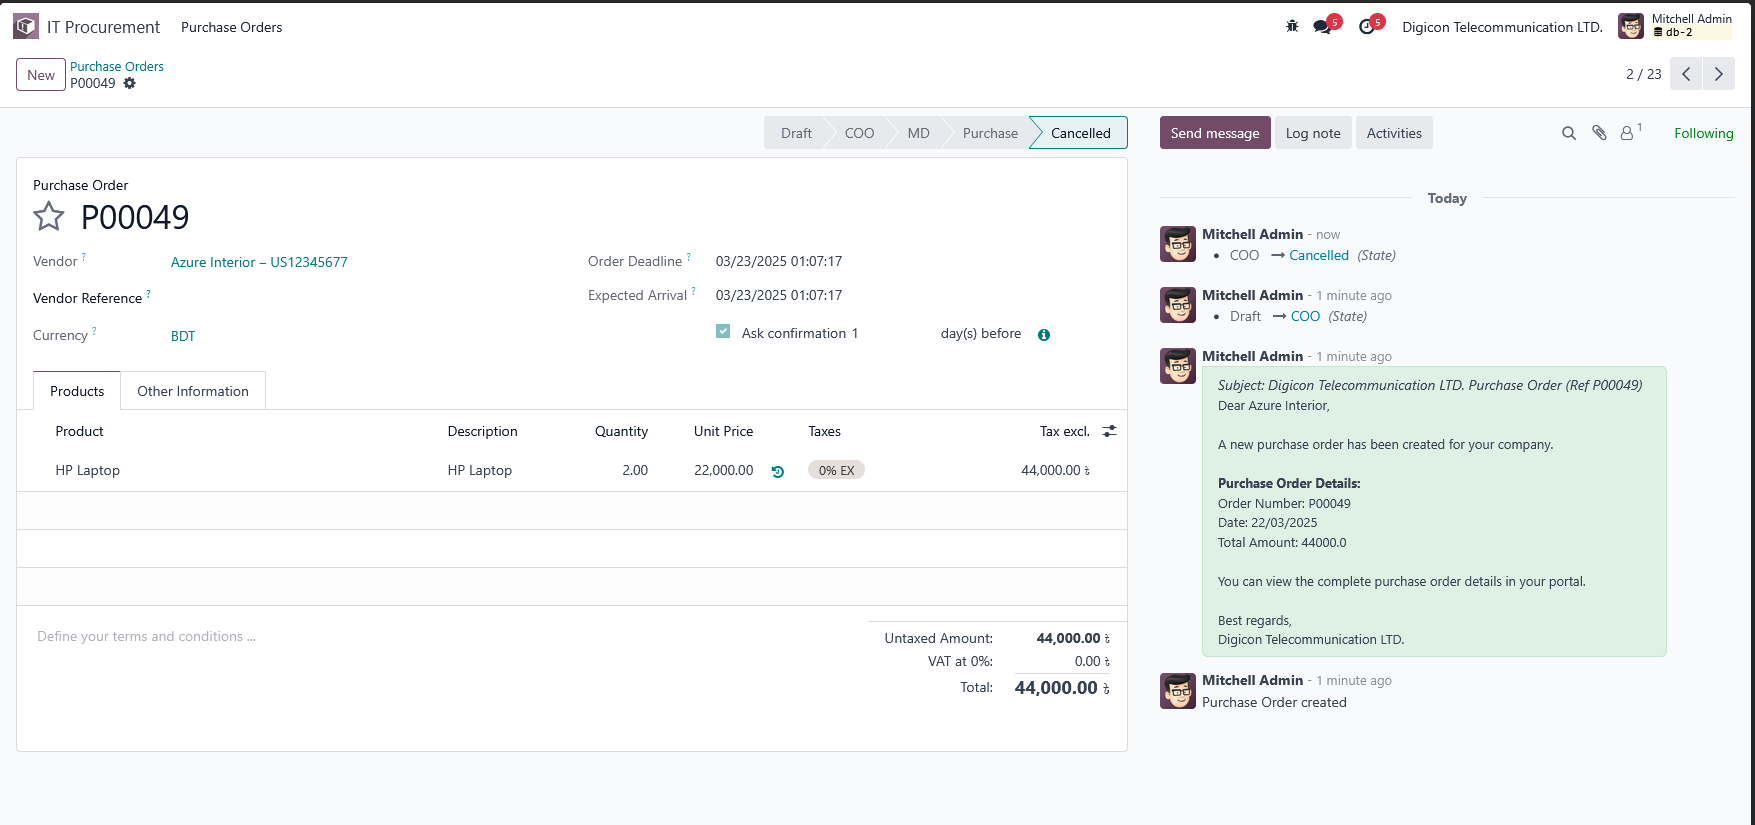 IT Procurement Purchase Orders 5 5 Digicon Telecommunication LTD. Mitchell Admin
db-2
New Purchase Orders
P00049 2 / 23
Draft COO MD Purchase Cancelled
Send message Log note Activities 1 Following
Purchase Order
P00049
Vendor ? Azure Interior – US12345677
Vendor Reference ?
Currency ? BDT
Order Deadline ? 03/23/2025 01:07:17
Expected Arrival ? 03/23/2025 01:07:17
Ask confirmation 1 day(s) before
Products Other Information
Product Description Quantity Unit Price Taxes Tax excl.
HP Laptop HP Laptop 2.00 22,000.00 0% EX 44,000.00 ৳
Define your terms and conditions ...
Untaxed Amount: 44,000.00 ৳
VAT at 0%: 0.00 ৳
Total: 44,000.00 ৳
Today
Mitchell Admin - now
• COO → Cancelled (State)
Mitchell Admin - 1 minute ago
• Draft → COO (State)
Mitchell Admin - 1 minute ago
Subject: Digicon Telecommunication LTD. Purchase Order (Ref P00049)
Dear Azure Interior,
A new purchase order has been created for your company.
Purchase Order Details:
Order Number: P00049
Date: 22/03/2025
Total Amount: 44000.0
You can view the complete purchase order details in your portal.
Best regards,
Digicon Telecommunication LTD.
Mitchell Admin - 1 minute ago
Purchase Order created